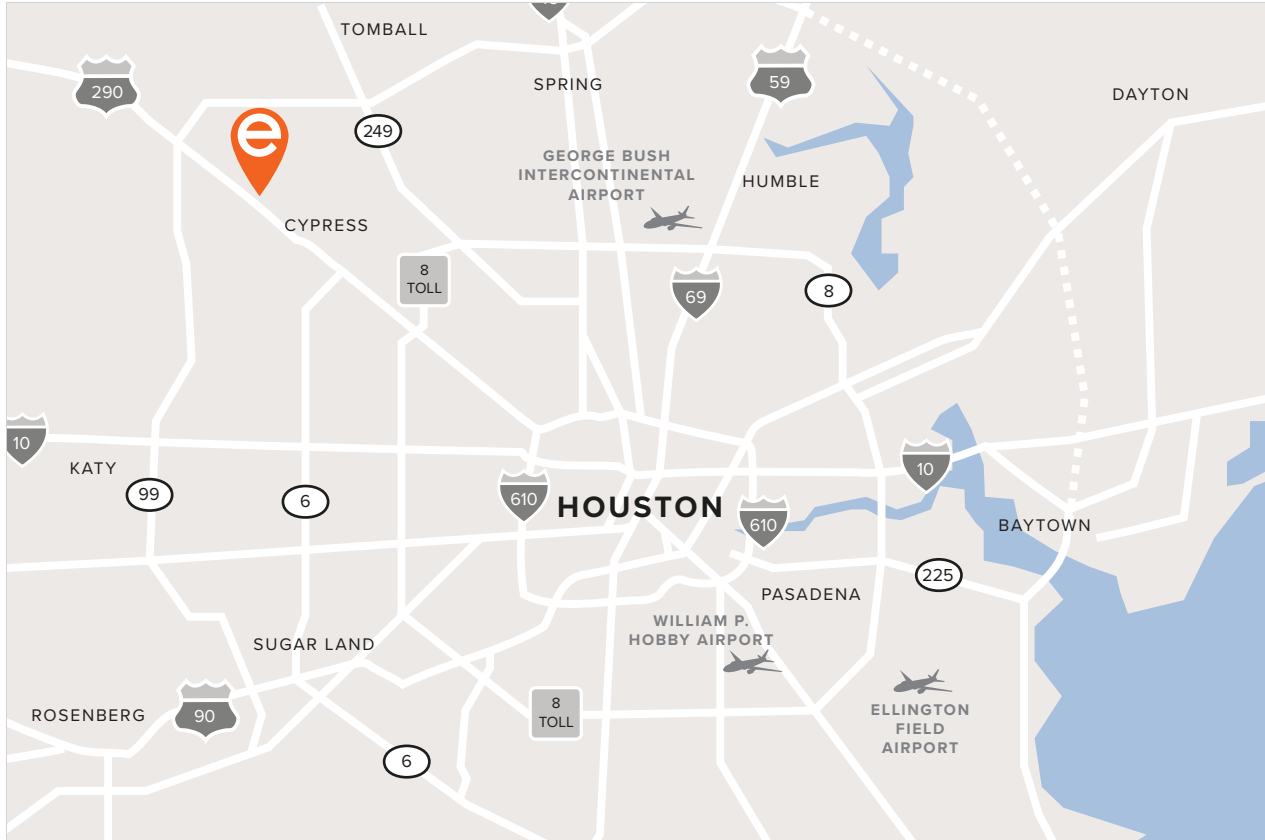 TOMBALL
SPRING
59
DAYTON
290
e
249
GEORGE BUSH
INTERCONTINENTAL
AIRPORT
HUMBLE
CYPRESS
8
TOLL
69
8
10
KATY
99
6
610
HOUSTON
610
10
BAYTOWN
225
PASADENA
WILLIAM P.
HOBBY AIRPORT
SUGAR LAND
ROSENBERG
90
8
TOLL
ELLINGTON
FIELD
AIRPORT
6